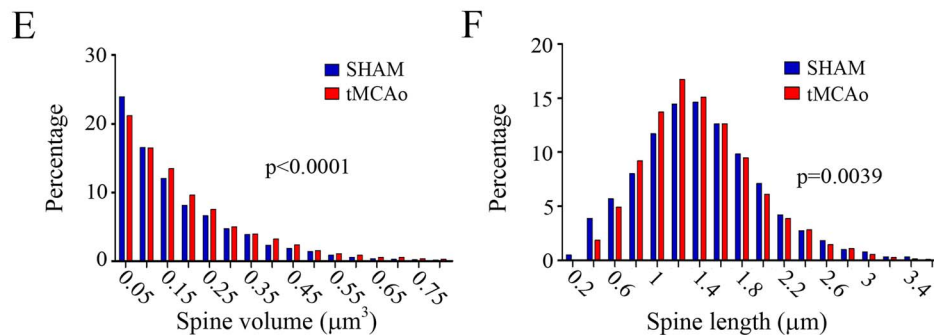 E
Percentage
30
20
10
0
SHAM
tMCAo
p<0.0001
0.05
0.15
0.25
0.35
0.45
0.55
0.65
0.75
Spine volume (μm³)
F
Percentage
20
15
10
5
0
SHAM
tMCAo
p=0.0039
0.2
0.6
1
1.4
1.8
2.2
2.6
3
3.4
Spine length (μm)